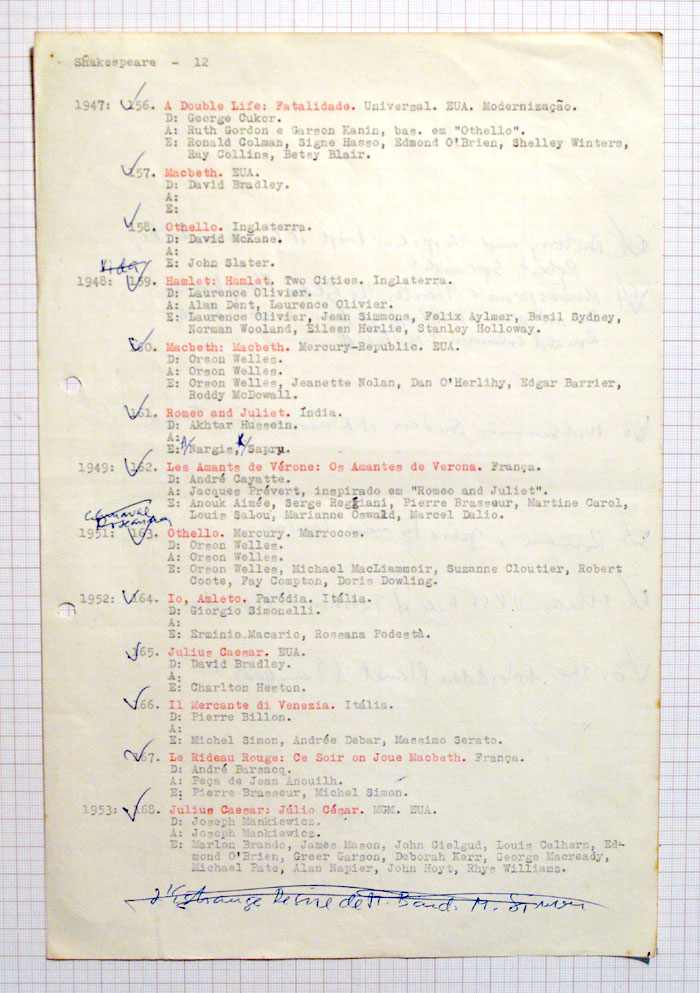 Shakespeare - 12
1947: 156. A Double Life: Fatalidade. Universal. EUA. Modernização.
D: George Cukor.
A: Ruth Gordon e Garson Kanin, bas. em "Othello".
E: Ronald Colman, Signe Hasso, Edmond O'Brien, Shelley Winters,
Ray Collins, Betsy Blair.
157. Macbeth. EUA.
D: David Bradley.
A:
E:
158. Othello. Inglaterra.
D: David McKane.
A:
E: John Slater.
1948: 159. Hamlet: Hamlet. Two Cities. Inglaterra.
D: Laurence Olivier.
A: Alan Dent, Laurence Olivier.
E: Laurence Olivier, Jean Simmons, Felix Aylmer, Basil Sydney,
Norman Wooland, Eileen Herlie, Stanley Holloway.
160. Macbeth: Macbeth. Mercury-Republic. EUA.
D: Orson Welles.
A: Orson Welles.
E: Orson Welles, Jeanette Nolan, Dan O'Herlihy, Edgar Barrier,
Roddy McDowall.
161. Romeo and Juliet. Índia.
D: Akhtar Hussein.
A:
E: Nargis, Sapru.
1949: 162. Les Amants de Vérone: Os Amantes de Verona. França.
D: André Cayatte.
A: Jacques Prévert, inspirado em "Romeo and Juliet".
E: Anouk Aimée, Serge Reggiani, Pierre Brasseur, Martine Carol,
Louis Salou, Marianne Oswald, Marcel Dalio.
1951: 163. Othello. Mercury. Marrocos.
D: Orson Welles.
A: Orson Welles.
E: Orson Welles, Michael MacLiammoir, Suzanne Cloutier, Robert
Coote, Fay Compton, Doris Dowling.
1952: 164. Io, Amleto. Paródia. Itália.
D: Giorgio Simonelli.
A:
E: Erminio Macario, Rossana Podestà.
165. Julius Caesar. EUA.
D: David Bradley.
A:
E: Charlton Heston.
166. Il Mercante di Venezia. Itália.
D: Pierre Billon.
A:
E: Michel Simon, Andrée Debar, Massimo Serato.
167. Le Rideau Rouge: Ce Soir on Joue Macbeth. França.
D: André Barsacq.
A: Peça de Jean Anouilh.
E: Pierre Brasseur, Michel Simon.
1953: 168. Julius Caesar: Júlio César. MGM. EUA.
D: Joseph Mankiewicz.
A: Joseph Mankiewicz.
E: Marlon Brando, James Mason, John Gielgud, Louis Calhern, Ed-
mond O'Brien, Greer Garson, Deborah Kerr, George Macready,
Michael Pate, Alan Napier, John Hoyt, Rhys Williams.